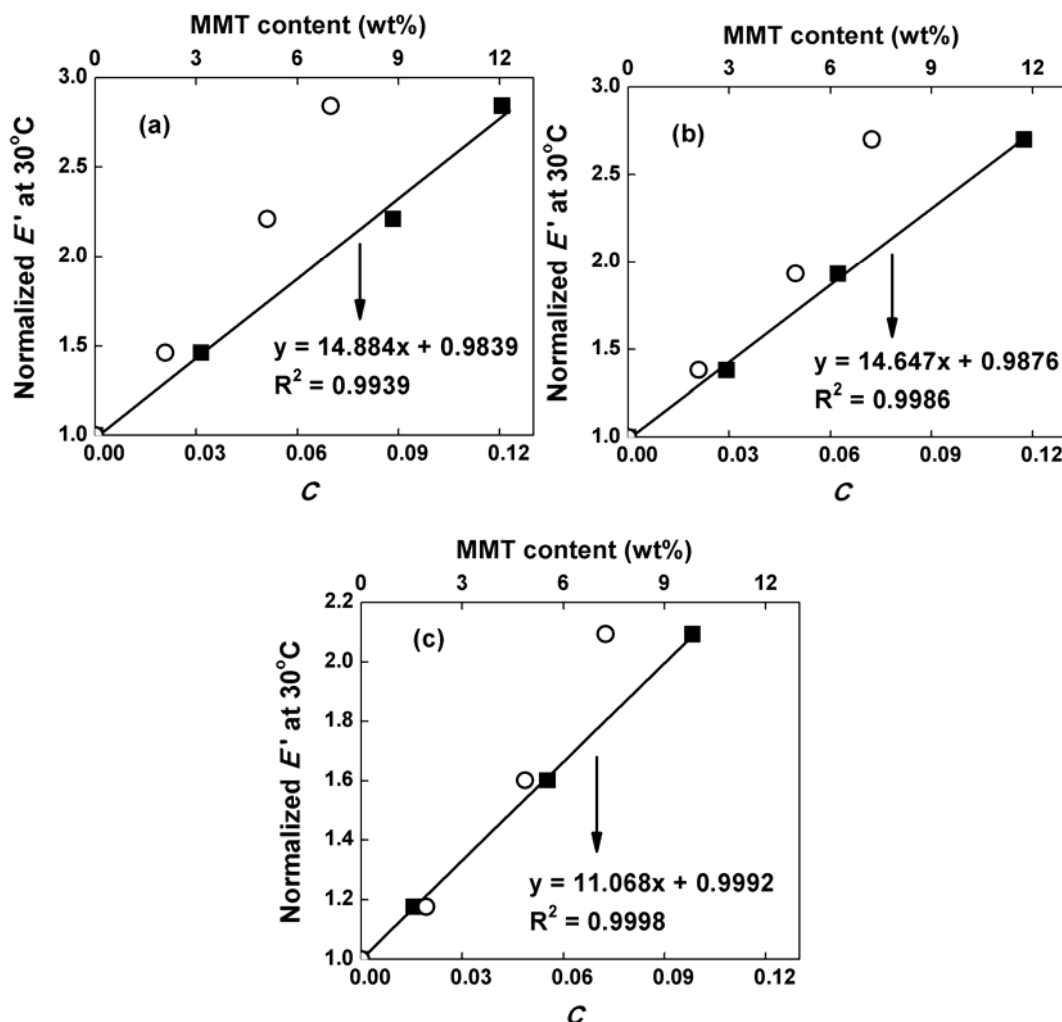 MMT content (wt%)
0 3 6 9 12
3.0
2.5
2.0
1.5
1.0
Normalized E' at 30°C
(a)
y = 14.884x + 0.9839
R² = 0.9939
0.00 0.03 0.06 0.09 0.12
C
MMT content (wt%)
0 3 6 9 12
3.0
2.5
2.0
1.5
1.0
Normalized E' at 30°C
(b)
y = 14.647x + 0.9876
R² = 0.9986
0.00 0.03 0.06 0.09 0.12
C
MMT content (wt%)
0 3 6 9 12
2.2
2.0
1.8
1.6
1.4
1.2
1.0
Normalized E' at 30°C
(c)
y = 11.068x + 0.9992
R² = 0.9998
0.00 0.03 0.06 0.09 0.12
C